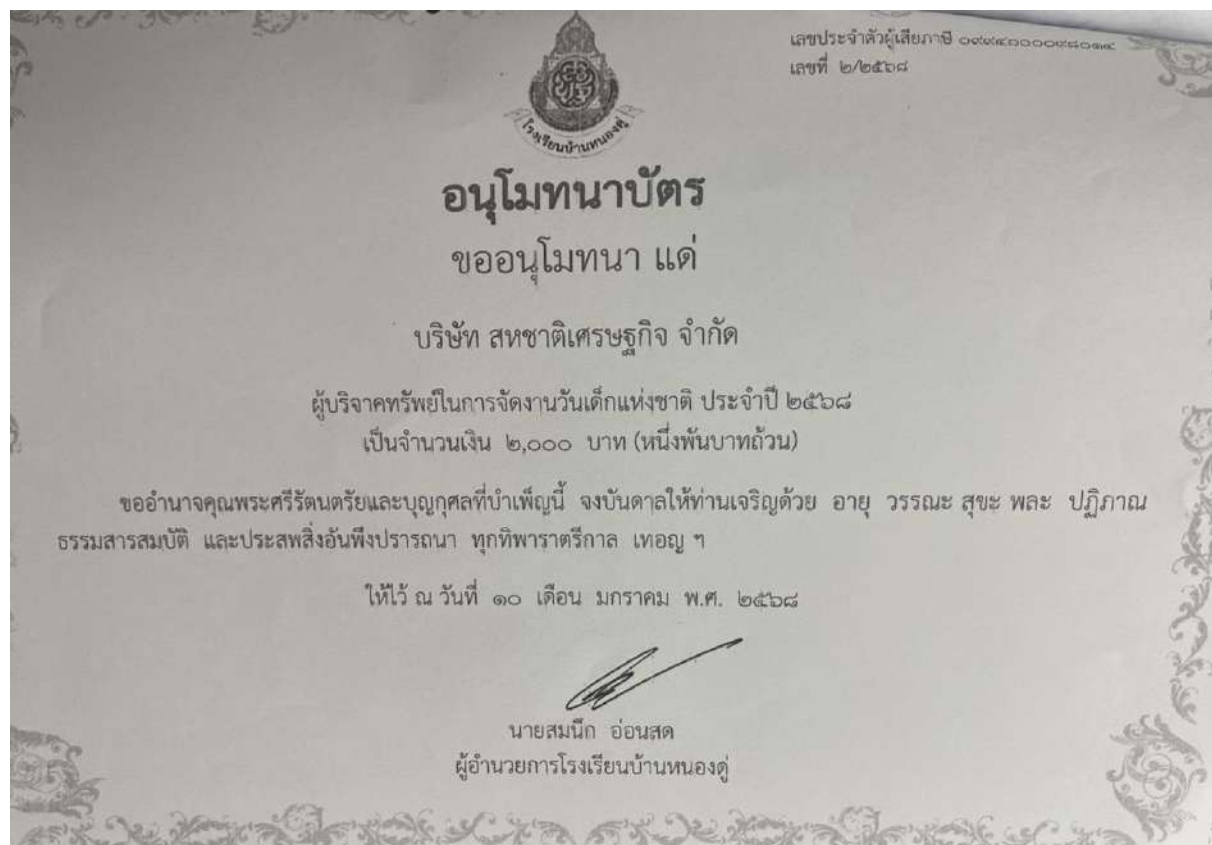 เลขประจำตัวผู้เสียภาษี ๐๙๙๔๐๐๐๐๙๘๐๑๔
เลขที่ ๒/๒๕๖๘
โรงเรียนบ้านหนองดู่
อนุโมทนาบัตร
ขออนุโมทนา แด่
บริษัท สหชาติเศรษฐกิจ จำกัด
ผู้บริจาคทรัพย์ในการจัดงานวันเด็กแห่งชาติ ประจำปี ๒๕๖๘
เป็นจำนวนเงิน ๒,๐๐๐ บาท (หนึ่งพันบาทถ้วน)
ขออำนาจคุณพระศรีรัตนตรัยและบุญกุศลที่บำเพ็ญนี้ จงบันดาลให้ท่านเจริญด้วย อายุ วรรณะ สุขะ พละ ปฏิภาณ
ธรรมสารสมบัติ และประสพสิ่งอันพึงปรารถนา ทุกทิพาราตรีกาล เทอญ ฯ
ให้ไว้ ณ วันที่ ๑๐ เดือน มกราคม พ.ศ. ๒๕๖๘
นายสมนึก อ่อนสด
ผู้อำนวยการโรงเรียนบ้านหนองดู่